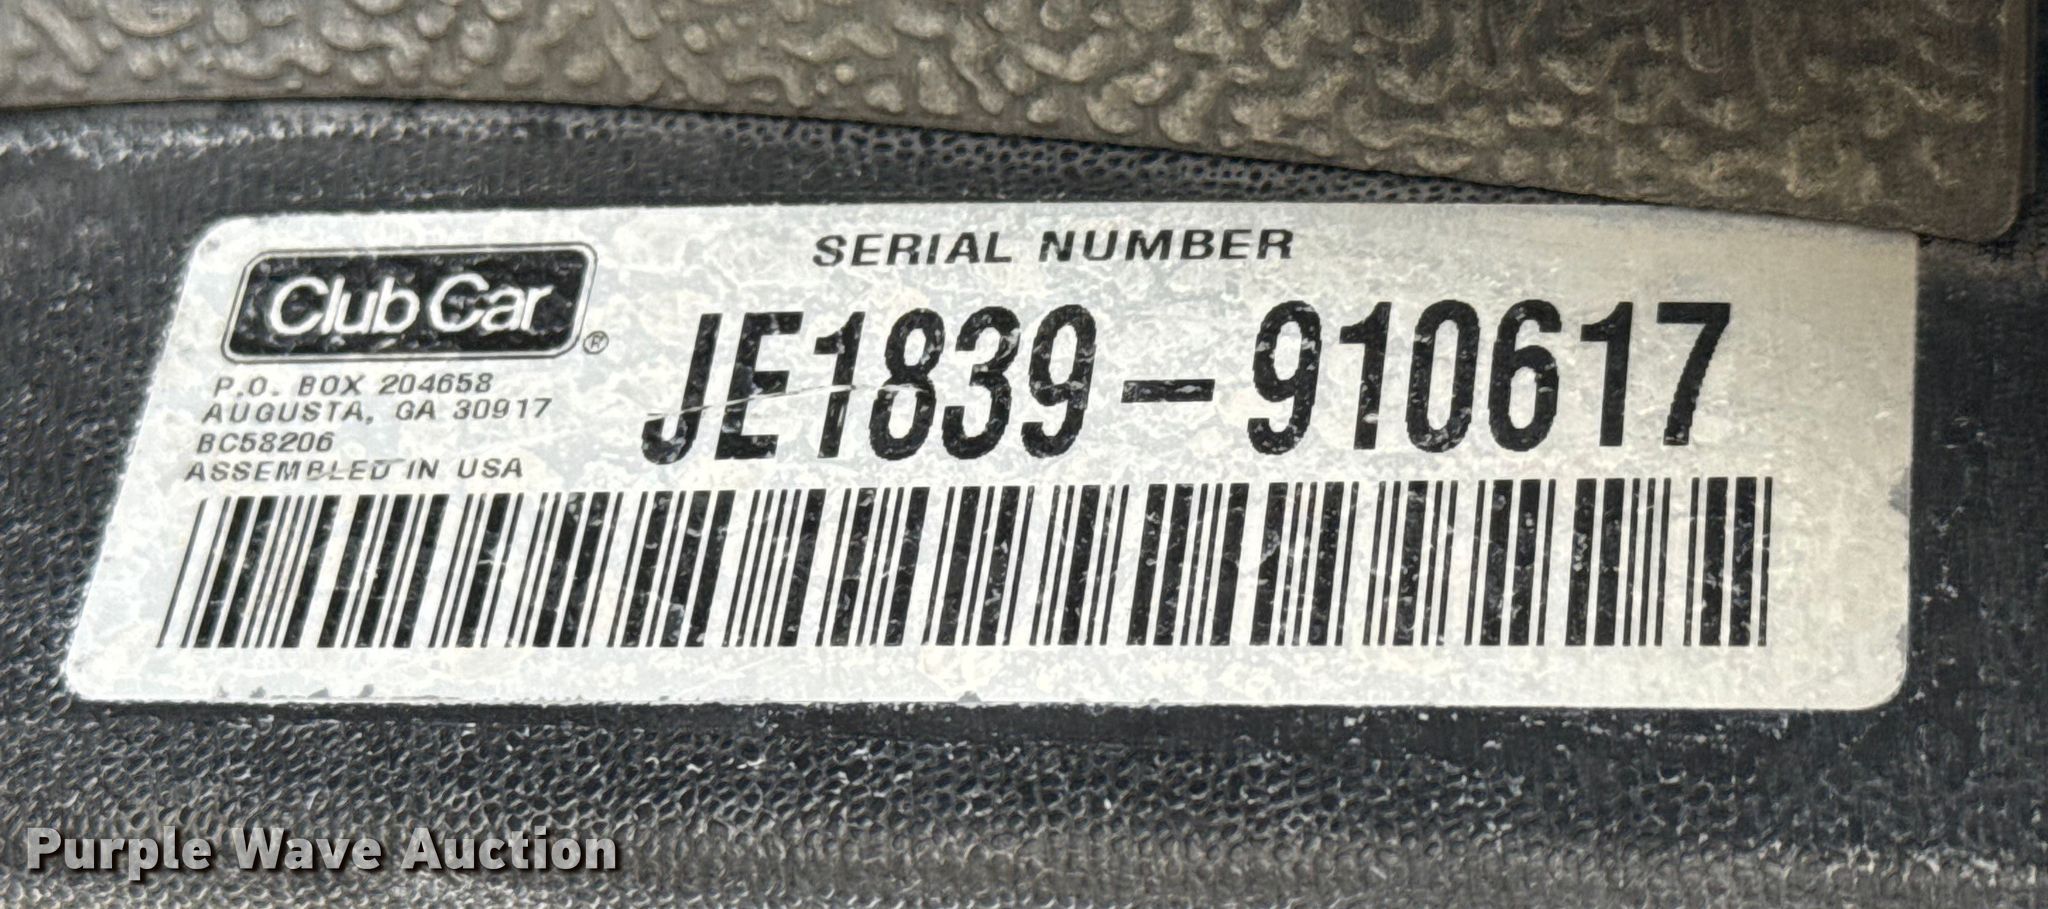 Club Car®
P.O. BOX 204658
AUGUSTA, GA 30917
BC58206
ASSEMBLED IN USA
SERIAL NUMBER
JE1839-910617
Purple Wave Auction